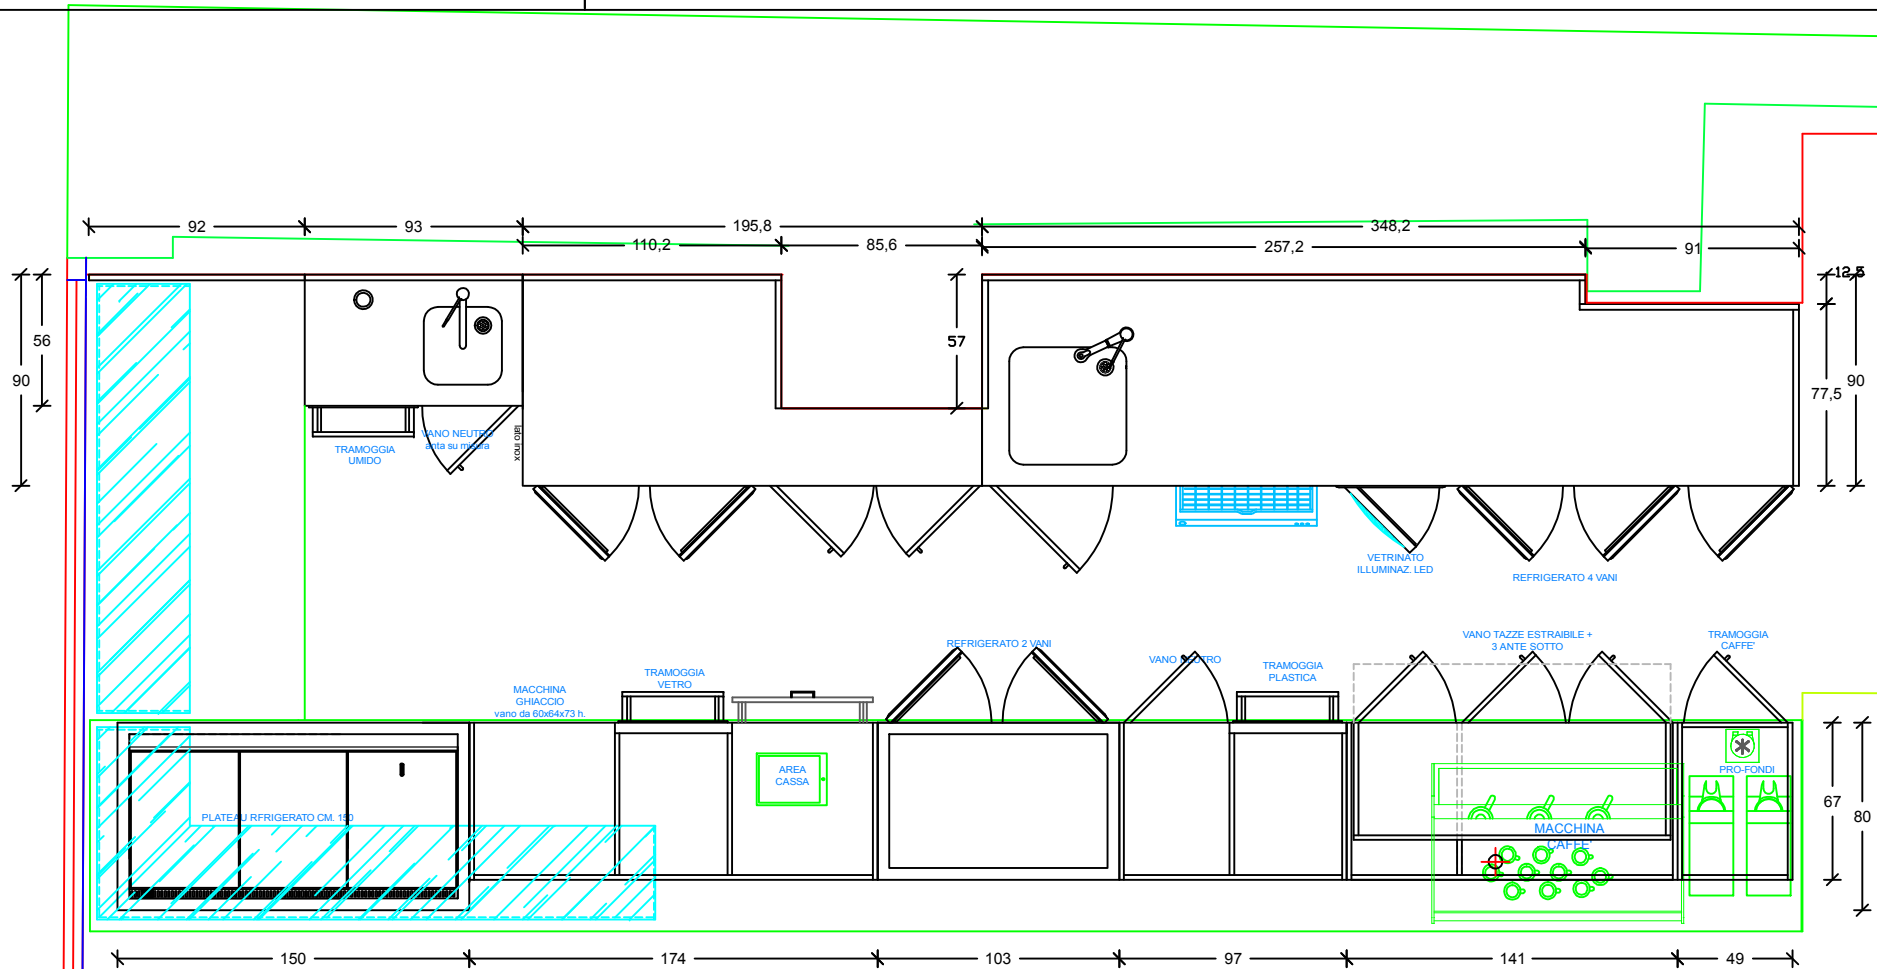 92
93
195,8
348,2
110,2
85,6
257,2
91
12,5
56
90
57
77,5
90
TRAMOGGIA
UMIDO
VANO NEUTRO
anta su misura
lato inox
VETRINATO
ILLUMINAZ. LED
REFRIGERATO 4 VANI
REFRIGERATO 2 VANI
VANO NEUTRO
TRAMOGGIA
PLASTICA
VANO TAZZE ESTRAIBILE +
3 ANTE SOTTO
TRAMOGGIA
CAFFE'
TRAMOGGIA
VETRO
MACCHINA
GHIACCIO
vano da 60x64x73 h.
AREA
CASSA
PRO-FONDI
PLATEAU RFRIGERATO CM. 150
MACCHINA
CAFFE'
67
80
150
174
103
97
141
49